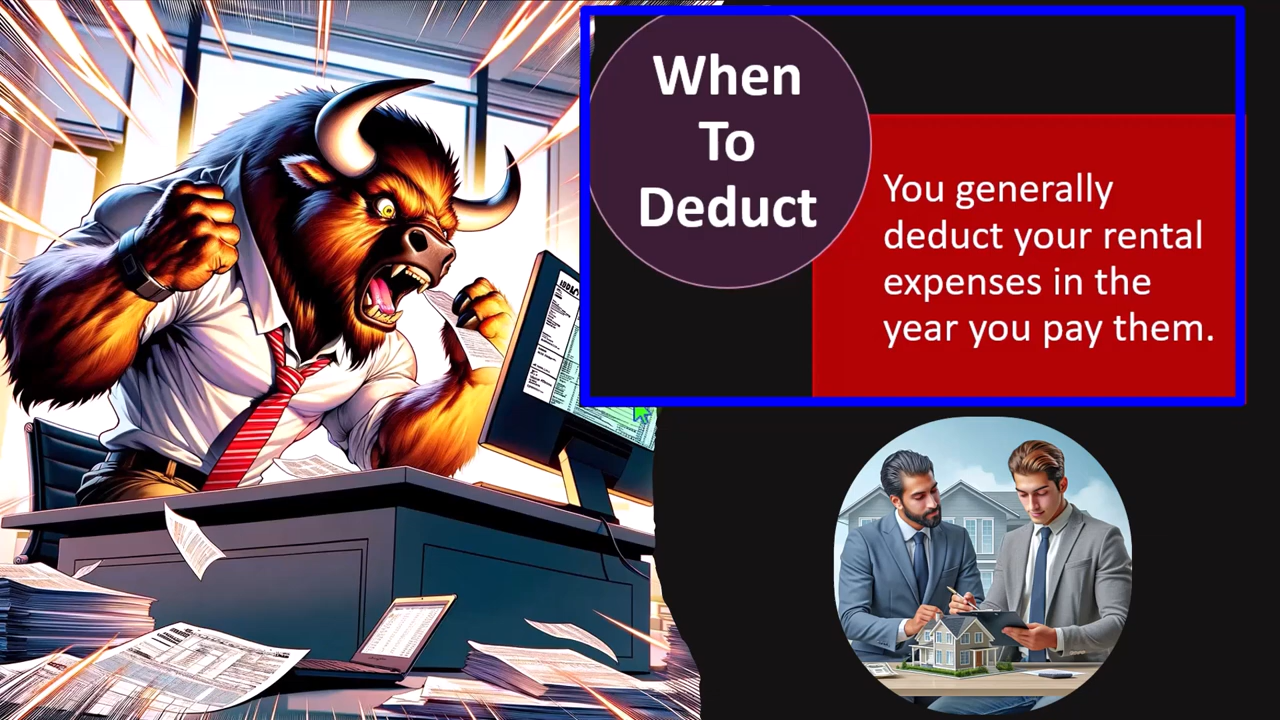 When
To
Deduct
You generally
deduct your rental
expenses in the
year you pay them.